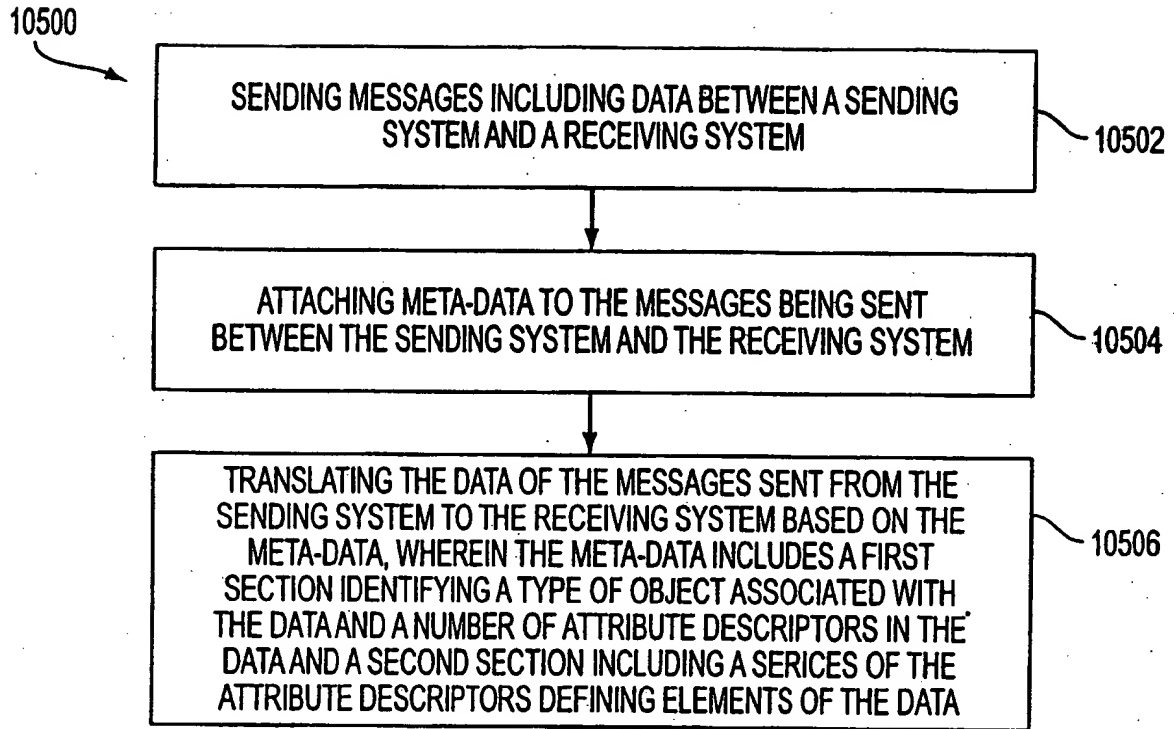 10500
SENDING MESSAGES INCLUDING DATA BETWEEN A SENDING
SYSTEM AND A RECEIVING SYSTEM
10502
ATTACHING META-DATA TO THE MESSAGES BEING SENT
BETWEEN THE SENDING SYSTEM AND THE RECEIVING SYSTEM
10504
TRANSLATING THE DATA OF THE MESSAGES SENT FROM THE
SENDING SYSTEM TO THE RECEIVING SYSTEM BASED ON THE
META-DATA, WHEREIN THE META-DATA INCLUDES A FIRST
SECTION IDENTIFYING A TYPE OF OBJECT ASSOCIATED WITH
THE DATA AND A NUMBER OF ATTRIBUTE DESCRIPTORS IN THE
DATA AND A SECOND SECTION INCLUDING A SERICES OF THE
ATTRIBUTE DESCRIPTORS DEFINING ELEMENTS OF THE DATA
10506